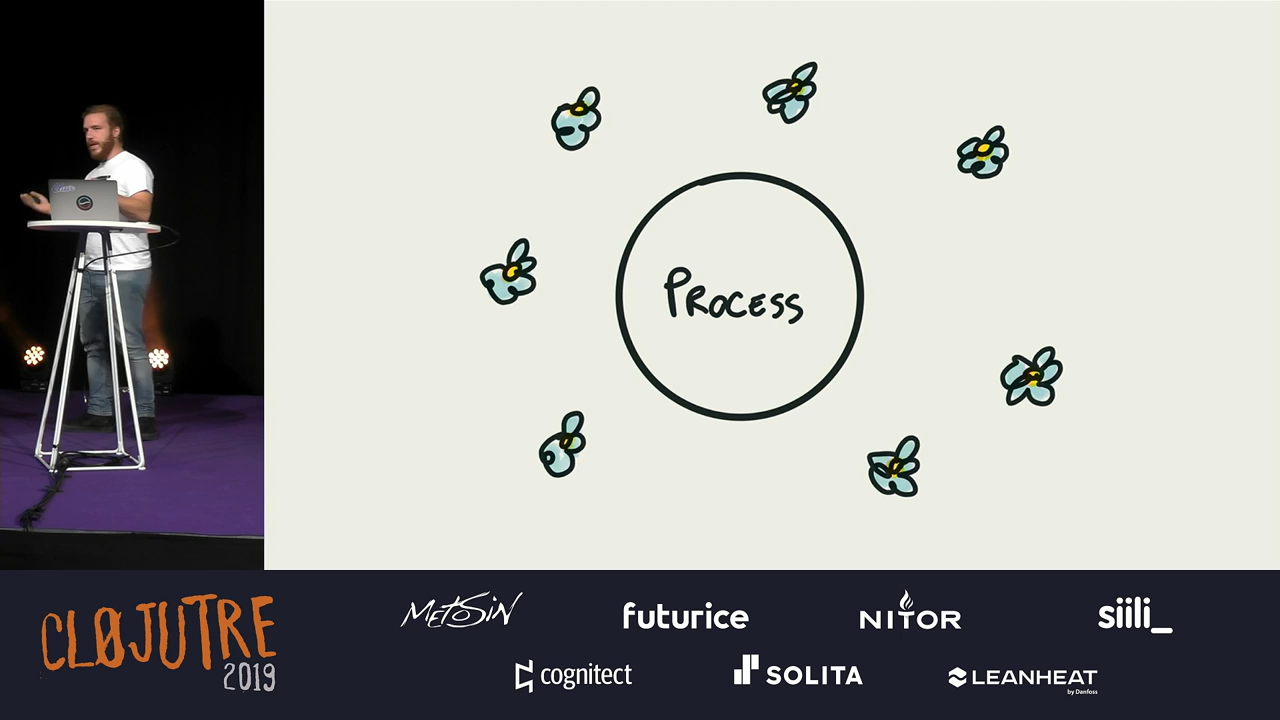 PROCESS
CLØJUTRE
2019
METOSIN
futurice
NITOR
siili_
cognitect
SOLITA
LEANHEAT
by Danfoss